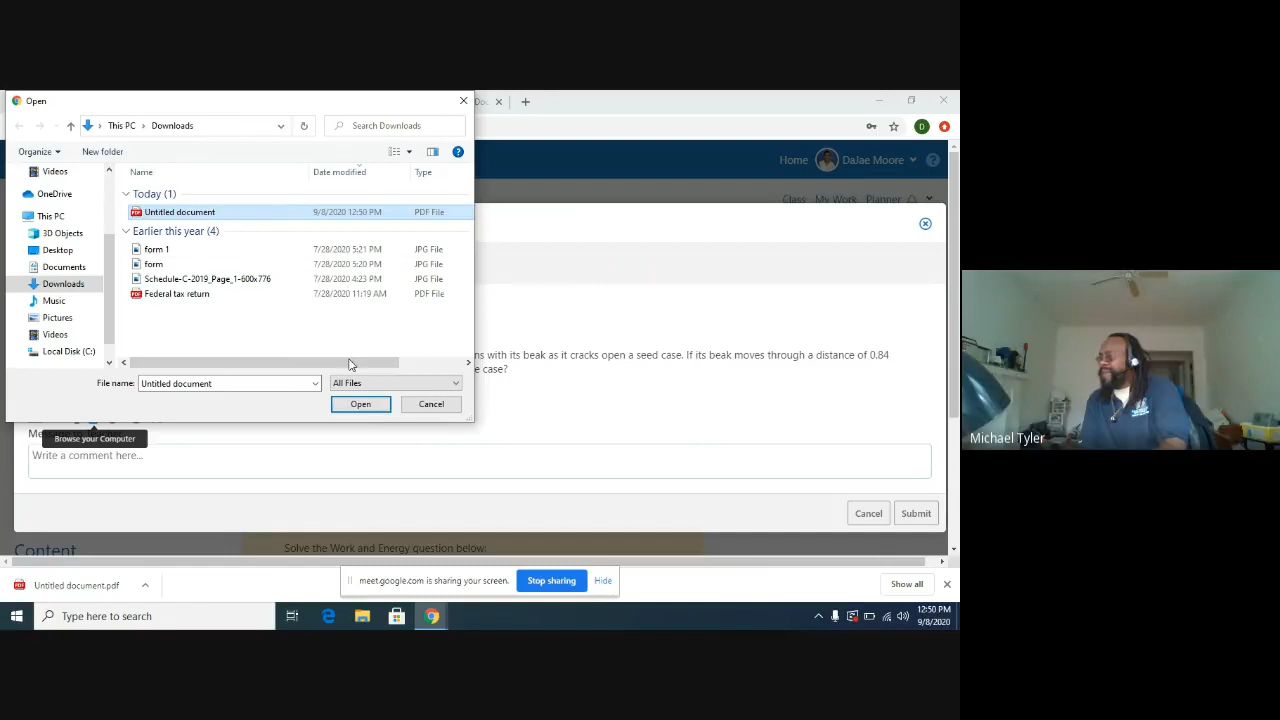 Open
Doc
This PC
Downloads
Search Downloads
Organize
New folder
Home
DaJae Moore
Class
My Work
Planner
Videos
OneDrive
This PC
3D Objects
Desktop
Documents
Downloads
Music
Pictures
Videos
Local Disk (C:)
Name
Date modified
Type
Today (1)
Untitled document 9/8/2020 12:50 PM PDF File
Earlier this year (4)
form 1 7/28/2020 5:21 PM JPG File
form 7/28/2020 5:20 PM JPG File
Schedule-C-2019_Page_1-600x776 7/28/2020 4:23 PM JPG File
Federal tax return 7/28/2020 11:19 AM PDF File
ns with its beak as it cracks open a seed case. If its beak moves through a distance of 0.84
e case?
File name: Untitled document
All Files
Open
Cancel
Browse your Computer
Write a comment here...
Cancel
Submit
Content
Solve the Work and Energy question below:
Untitled document.pdf
meet.google.com is sharing your screen.
Stop sharing
Hide
Show all
Type here to search
12:50 PM
9/8/2020
Michael Tyler